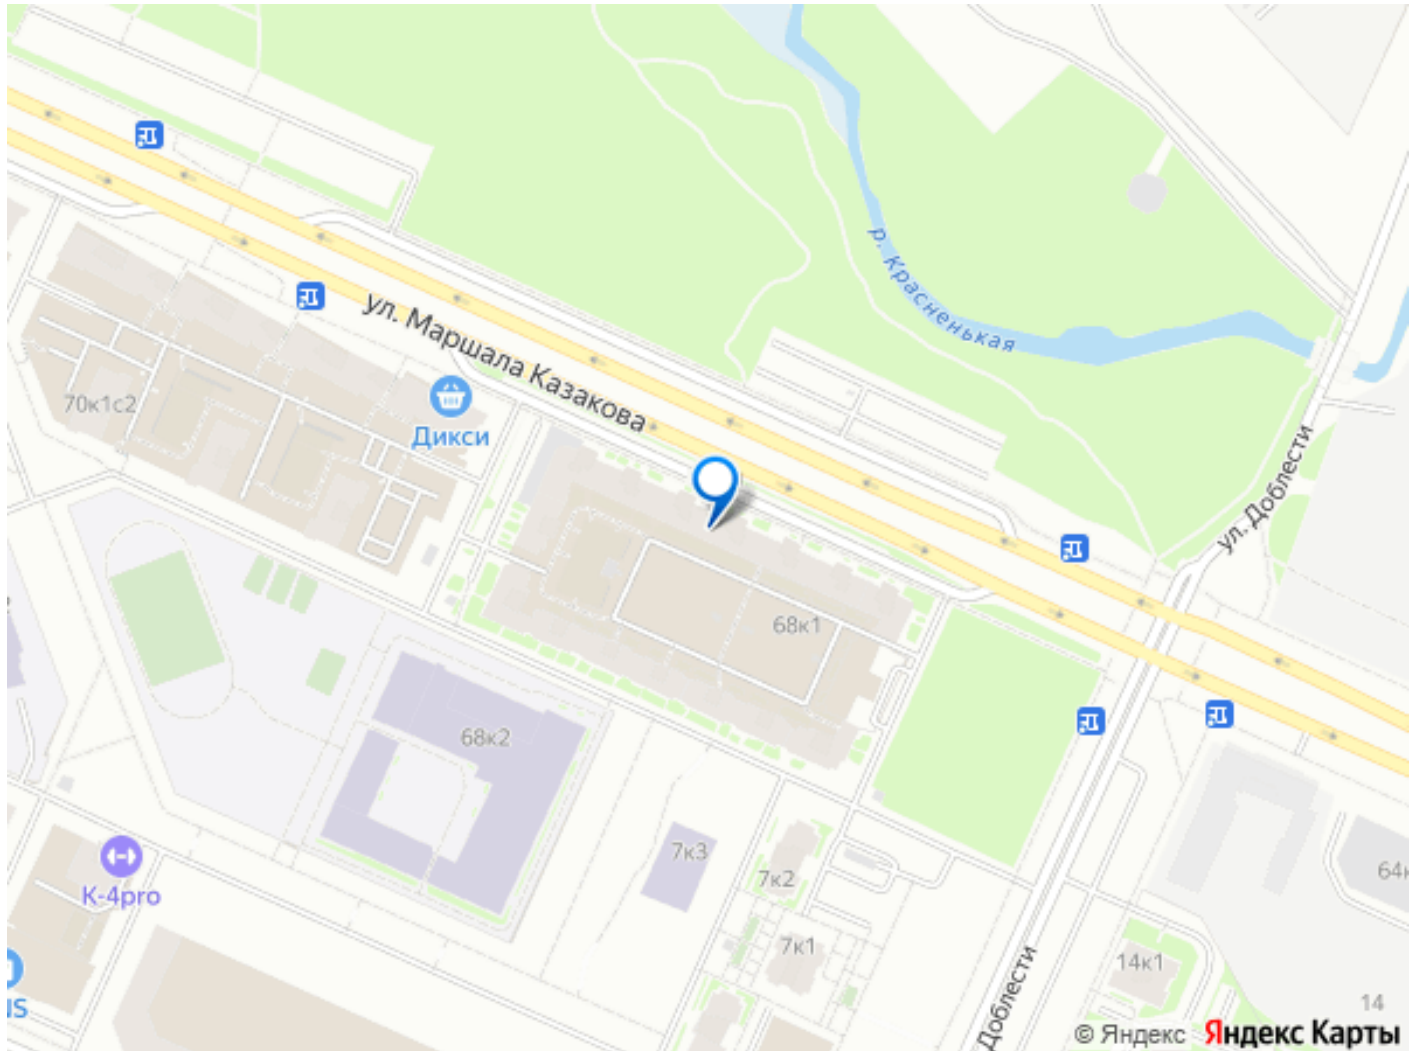 р. Красненькая
ул. Маршала Казакова
70к1с2
Дикси
ул. Доблести
68к1
68к2
7к3
7к2
К-4pro
7к1
14к1
14
Доблести
© Яндекс Яндекс Карты